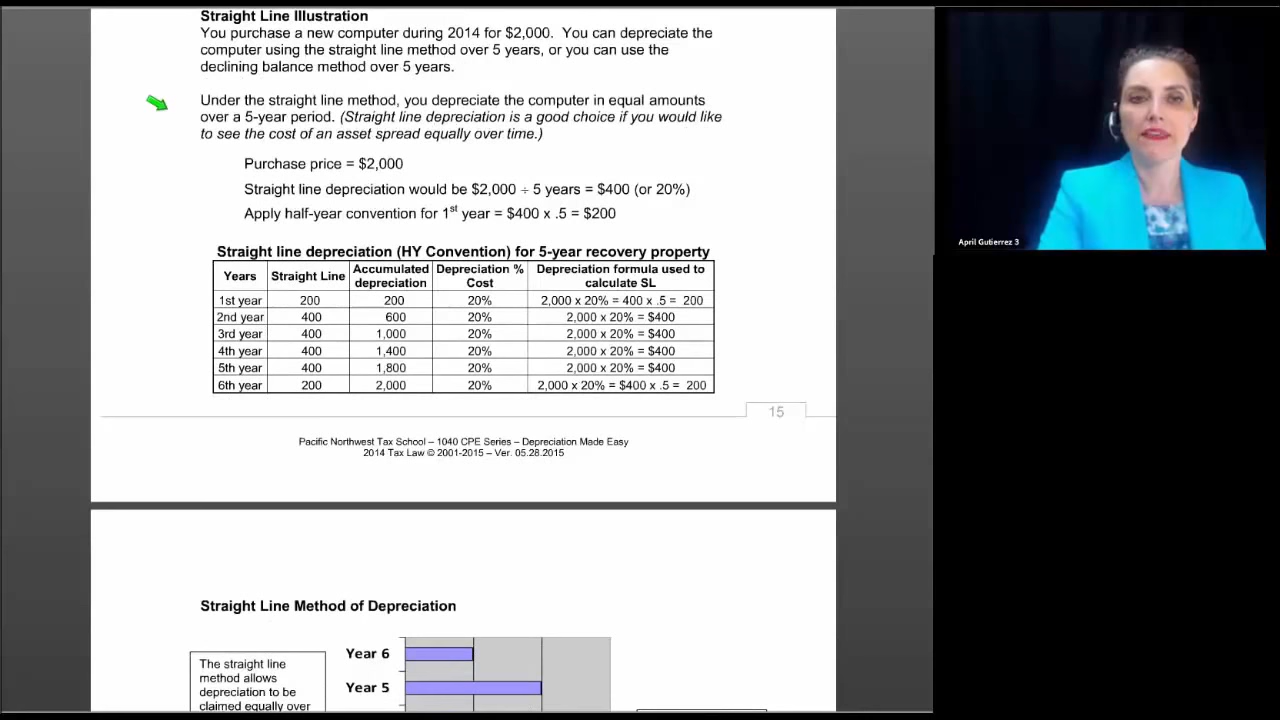 Straight Line Illustration
You purchase a new computer during 2014 for $2,000. You can depreciate the
computer using the straight line method over 5 years, or you can use the
declining balance method over 5 years.
Under the straight line method, you depreciate the computer in equal amounts
over a 5-year period. (Straight line depreciation is a good choice if you would like
to see the cost of an asset spread equally over time.)
Purchase price = $2,000
Straight line depreciation would be $2,000 ÷ 5 years = $400 (or 20%)
Apply half-year convention for 1st year = $400 x .5 = $200
Straight line depreciation (HY Convention) for 5-year recovery property
Years Straight Line Accumulated depreciation Depreciation % Cost Depreciation formula used to calculate SL
1st year 200 200 20% 2,000 x 20% = 400 x .5 = 200
2nd year 400 600 20% 2,000 x 20% = $400
3rd year 400 1,000 20% 2,000 x 20% = $400
4th year 400 1,400 20% 2,000 x 20% = $400
5th year 400 1,800 20% 2,000 x 20% = $400
6th year 200 2,000 20% 2,000 x 20% = $400 x .5 = 200
15
Pacific Northwest Tax School – 1040 CPE Series – Depreciation Made Easy
2014 Tax Law © 2001-2015 – Ver. 05.28.2015
Straight Line Method of Depreciation
The straight line
method allows
depreciation to be
claimed equally over
Year 6
Year 5
April Gutierrez 3